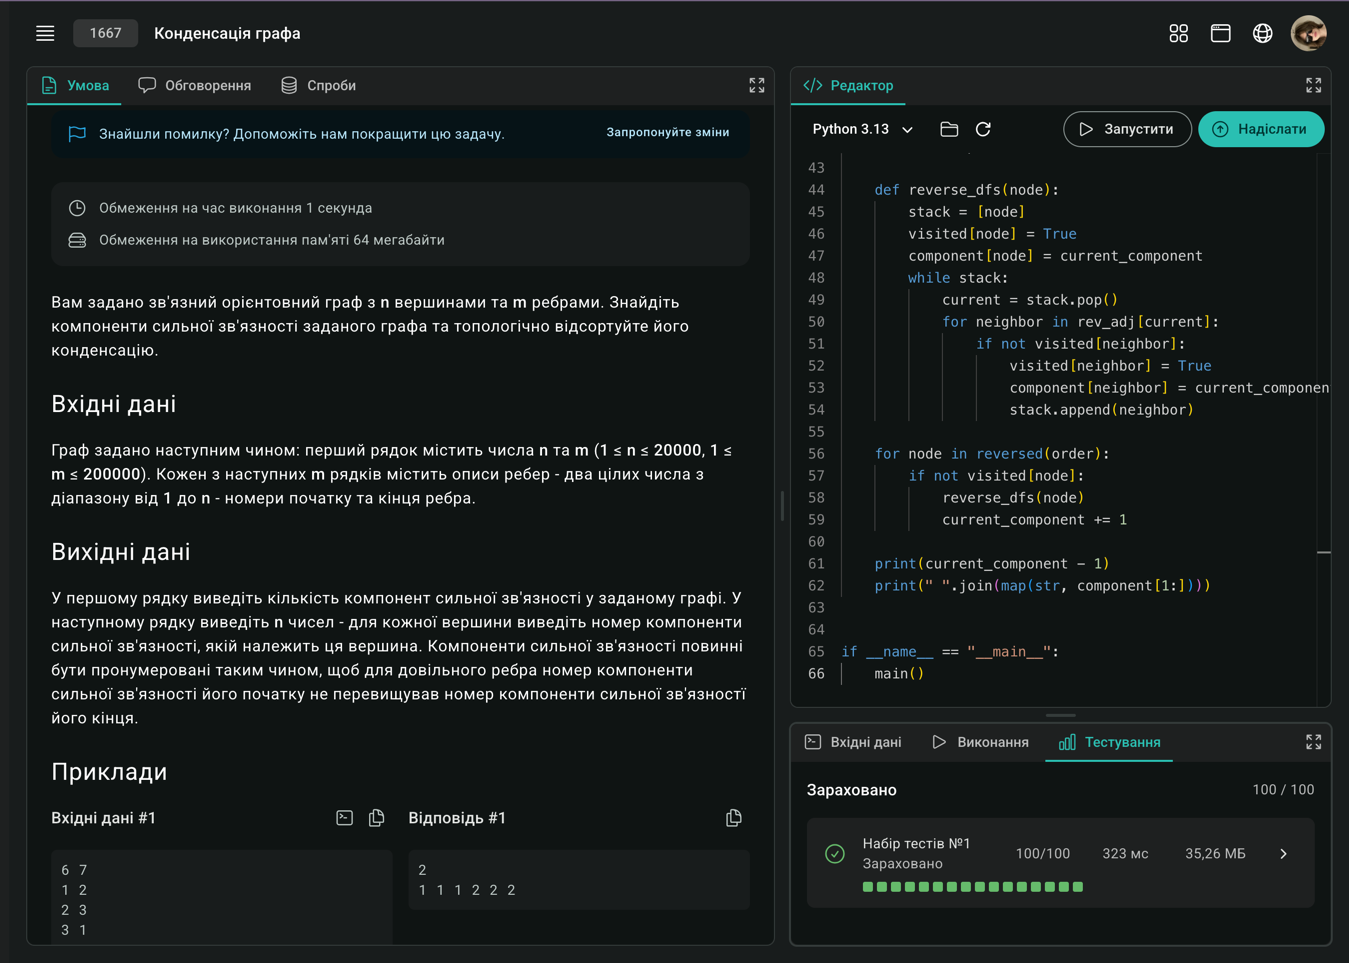 1667
Конденсація графа
Умова
Обговорення
Спроби
Знайшли помилку? Допоможіть нам покращити цю задачу.
Запропонуйте зміни
Обмеження на час виконання 1 секунда
Обмеження на використання пам'яті 64 мегабайти
Вам задано зв'язний орієнтовний граф з n вершинами та m ребрами. Знайдіть
компоненти сильної зв'язності заданого графа та топологічно відсортуйте його
конденсацію.
Вхідні дані
Граф задано наступним чином: перший рядок містить числа n та m (1 ≤ n ≤ 20000, 1 ≤
m ≤ 200000). Кожен з наступних m рядків містить описи ребер - два цілих числа з
діапазону від 1 до n - номери початку та кінця ребра.
Вихідні дані
У першому рядку виведіть кількість компонент сильної зв'язності у заданому графі. У
наступному рядку виведіть n чисел - для кожної вершини виведіть номер компоненти
сильної зв'язності, якій належить ця вершина. Компоненти сильної зв'язності повинні
бути пронумеровані таким чином, щоб для довільного ребра номер компоненти
сильної зв'язності його початку не перевищував номер компоненти сильної зв'язності
його кінця.
Приклади
Вхідні дані #1
6 7
1 2
2 3
3 1
Відповідь #1
2
1 1 1 2 2 2
Редактор
Python 3.13
Запустити
Надіслати
43
44 def reverse_dfs(node):
45 stack = [node]
46 visited[node] = True
47 component[node] = current_component
48 while stack:
49 current = stack.pop()
50 for neighbor in rev_adj[current]:
51 if not visited[neighbor]:
52 visited[neighbor] = True
53 component[neighbor] = current_componen
54 stack.append(neighbor)
55
56 for node in reversed(order):
57 if not visited[node]:
58 reverse_dfs(node)
59 current_component += 1
60
61 print(current_component - 1)
62 print(" ".join(map(str, component[1:])))
63
64
65 if __name__ == "__main__":
66 main()
Вхідні дані
Виконання
Тестування
Зараховано
100 / 100
Набір тестів №1
Зараховано
100/100
323 мс
35,26 МБ